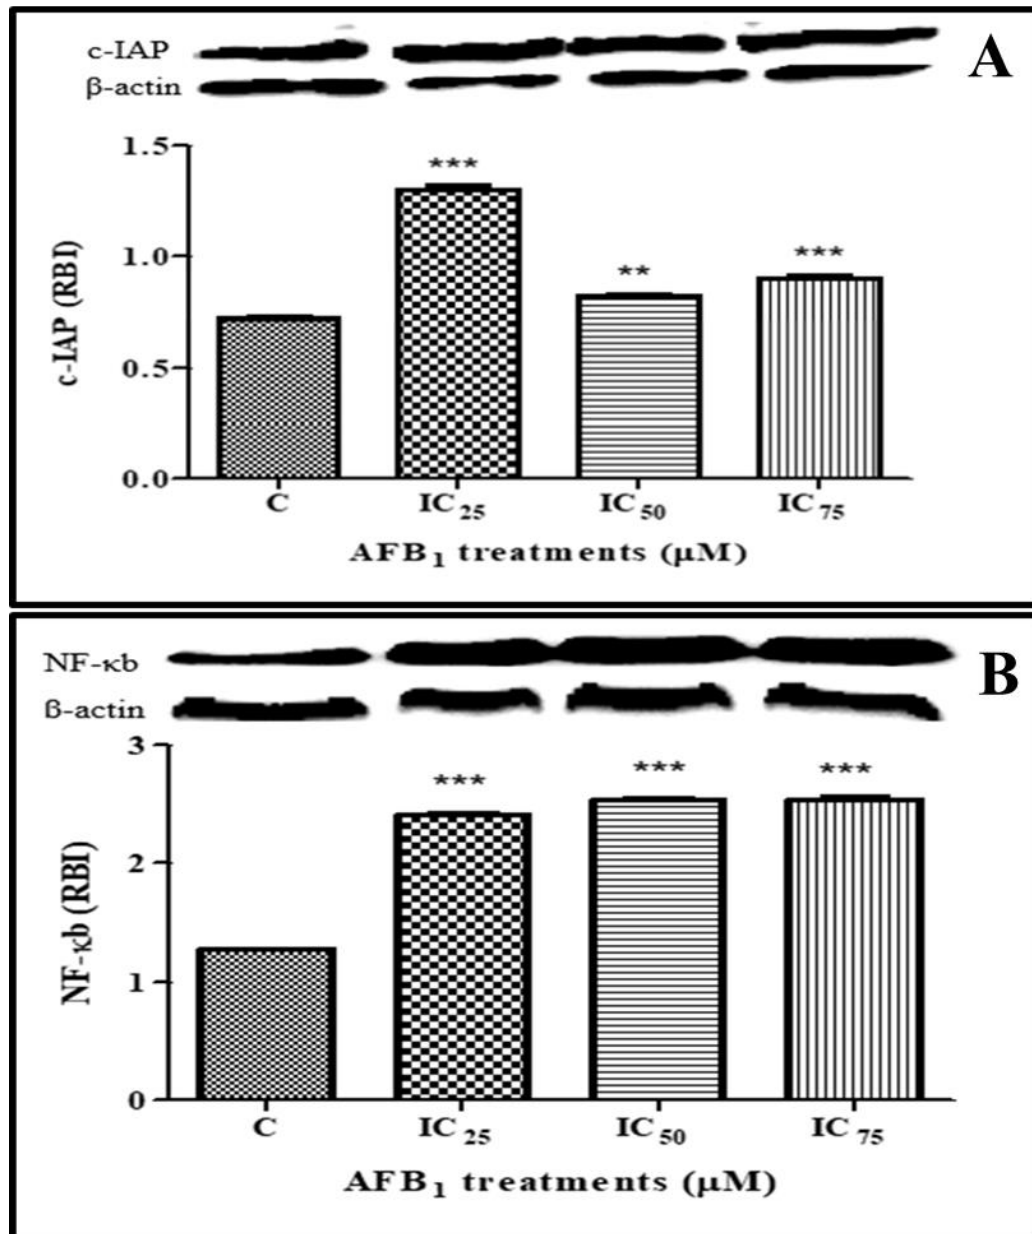 c-IAP
β-actin
A
1.5
1.0
0.5
0.0
c-IAP (RBI)
***
**
***
C IC25 IC50 IC75
AFB1 treatments (μM)
NF-κb
ß-actin
B
3
2
1
0
NF-κb (RBI)
***
***
***
C IC25 IC50 IC75
AFB1 treatments (μM)